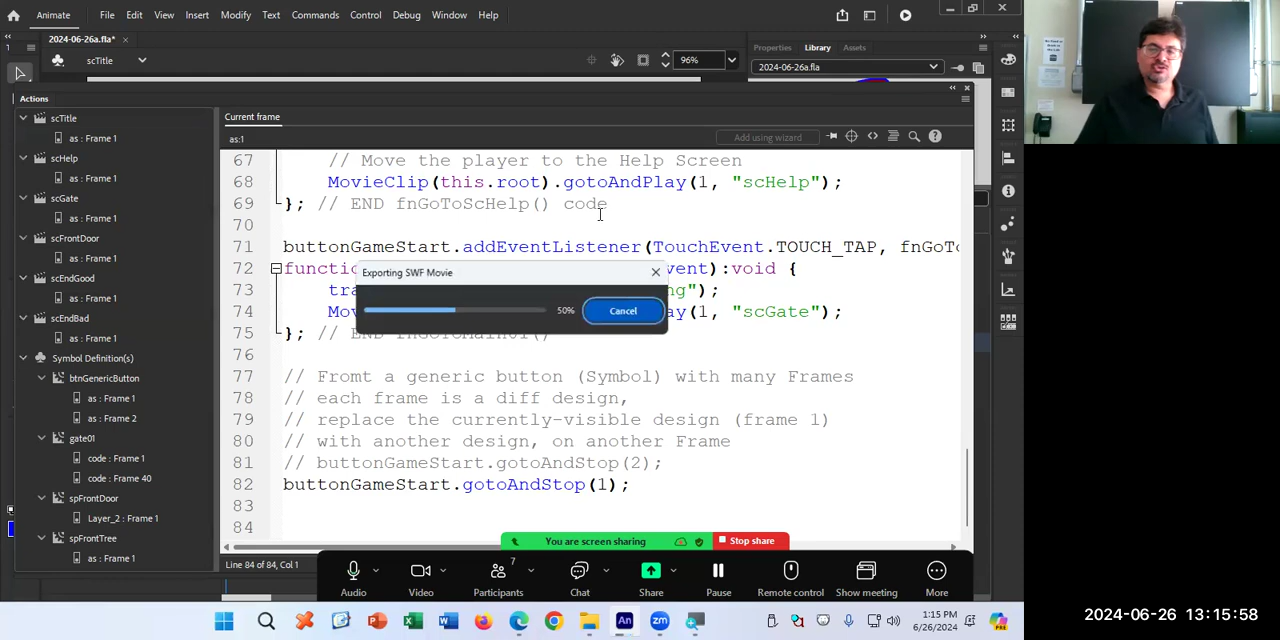 Animate File Edit View Insert Modify Text Commands Control Debug Window Help
2024-06-26a.fla* ×
scTitle 96%
Properties Library Assets
2024-06-26a.fla
Actions
scTitle
as: Frame 1
scHelp
as: Frame 1
scGate
as: Frame 1
scFrontDoor
as: Frame 1
scEndGood
as: Frame 1
scEndBad
as: Frame 1
Symbol Definition(s)
btnGenericButton
as: Frame 1
as: Frame 2
gate01
code: Frame 1
code: Frame 40
spFrontDoor
Layer_2: Frame 1
spFrontTree
as: Frame 1
Current frame
as:1 Add using wizard
67 // Move the player to the Help Screen
68 MovieClip(this.root).gotoAndPlay(1, "scHelp");
69 }; // END fnGoToScHelp() code
70
71 buttonGameStart.addEventListener(TouchEvent.TOUCH_TAP, fnGoTo
72 functio vent):void {
73 tra ng");
74 Mo ay(1, "scGate");
75 }; // END
76
77 // Fromt a generic button (Symbol) with many Frames
78 // each frame is a diff design,
79 // replace the currently-visible design (frame 1)
80 // with another design, on another Frame
81 // buttonGameStart.gotoAndStop(2);
82 buttonGameStart.gotoAndStop(1);
83
84
Exporting SWF Movie
50% Cancel
Line 84 of 84, Col 1
You are screen sharing Stop share
7
Audio Video Participants Chat Share Pause Remote control Show meeting More
1:15 PM
6/26/2024
2024-06-26 13:15:58